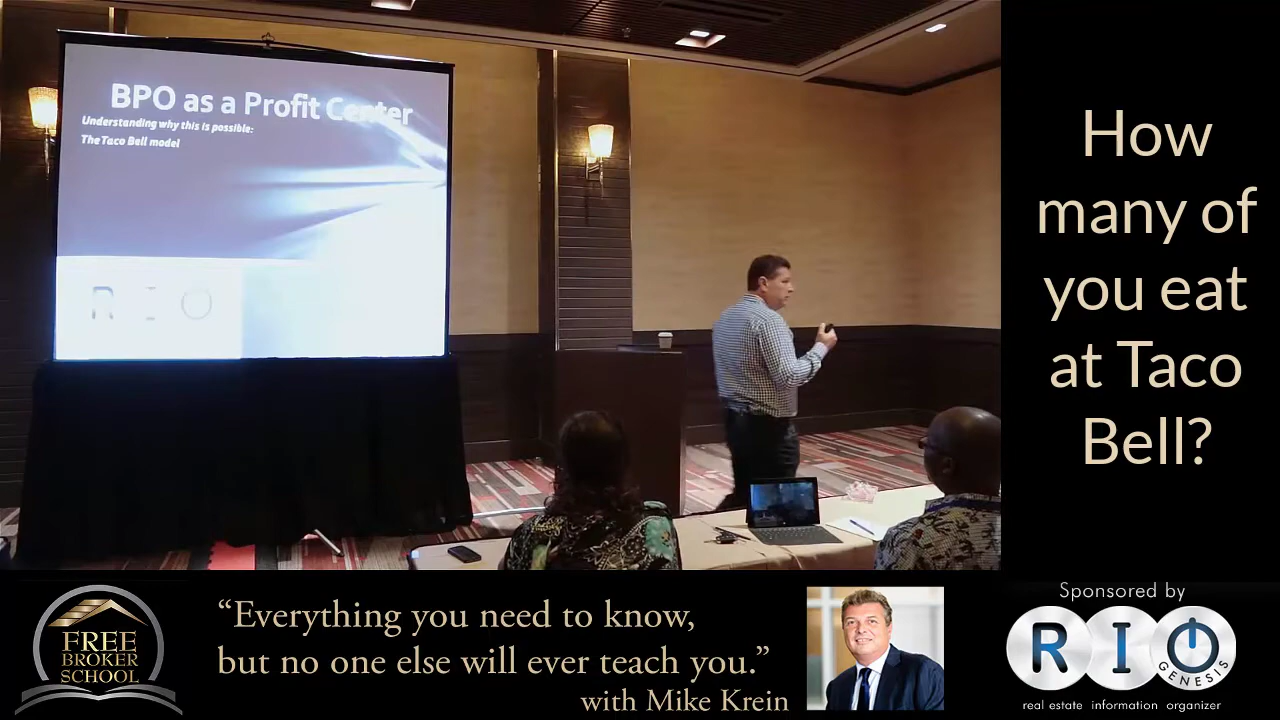 BPO as a Profit Center
Understanding why this is possible:
The Taco Bell model
R I O
How
many of
you eat
at Taco
Bell?
FREE
BROKER
SCHOOL
“Everything you need to know,
but no one else will ever teach you.”
with Mike Krein
Sponsored by
R I O
GENESIS
real estate information organizer